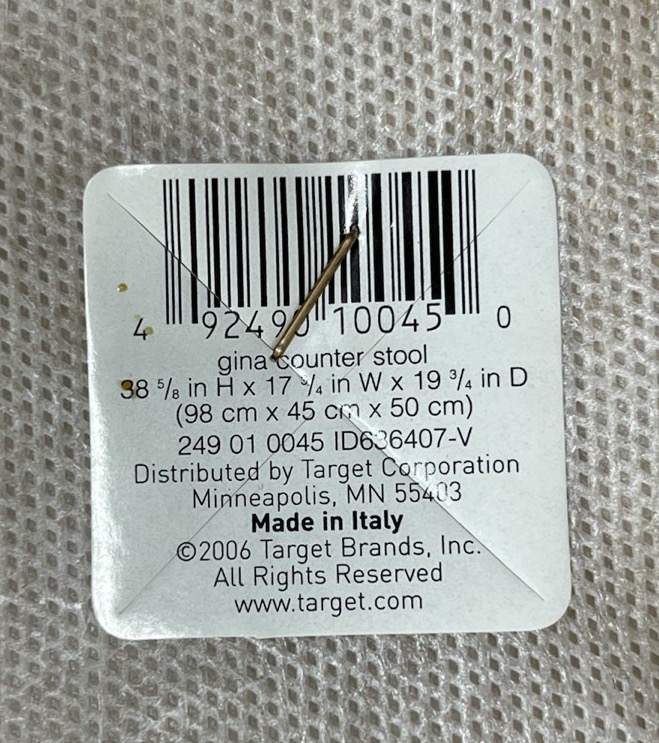 4 92490 10045 0
gina counter stool
38 5/8 in H x 17 3/4 in W x 19 3/4 in D
(98 cm x 45 cm x 50 cm)
249 01 0045 ID636407-V
Distributed by Target Corporation
Minneapolis, MN 55403
Made in Italy
©2006 Target Brands, Inc.
All Rights Reserved
www.target.com